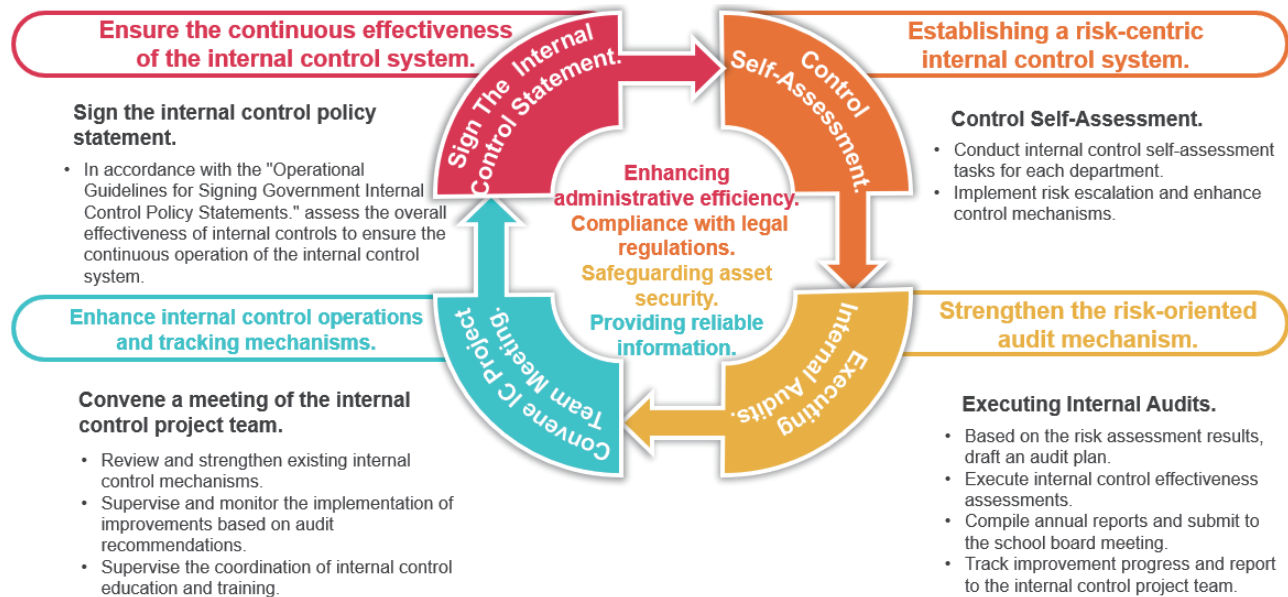 Ensure the continuous effectiveness
of the internal control system.
Sign the internal control policy
statement.
• In accordance with the "Operational
Guidelines for Signing Government Internal
Control Policy Statements." assess the overall
effectiveness of internal controls to ensure the
continuous operation of the internal control
system.
Sign The Internal
Control Statement.
Control
Self-Assessment.
Establishing a risk-centric
internal control system.
Control Self-Assessment.
• Conduct internal control self-assessment
tasks for each department.
• Implement risk escalation and enhance
control mechanisms.
Enhancing
administrative efficiency.
Compliance with legal
regulations.
Safeguarding asset
security.
Providing reliable
information.
Enhance internal control operations
and tracking mechanisms.
Convene a meeting of the internal
control project team.
• Review and strengthen existing internal
control mechanisms.
• Supervise and monitor the implementation of
improvements based on audit
recommendations.
• Supervise the coordination of internal control
education and training.
Convene IC Project
Team Meeting.
Executing
Internal Audits.
Strengthen the risk-oriented
audit mechanism.
Executing Internal Audits.
• Based on the risk assessment results,
draft an audit plan.
• Execute internal control effectiveness
assessments.
• Compile annual reports and submit to
the school board meeting.
• Track improvement progress and report
to the internal control project team.